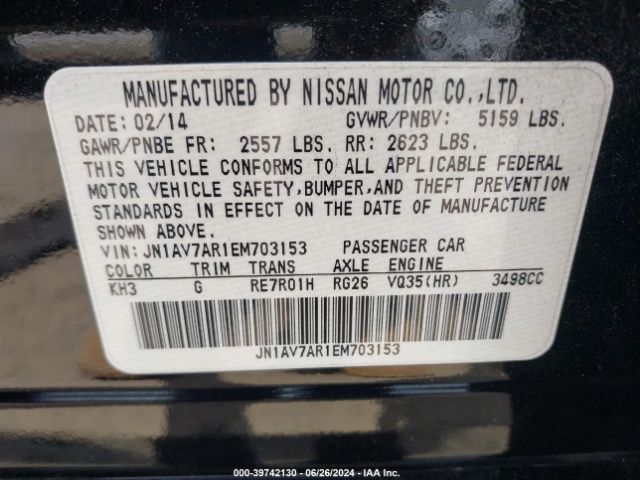 MANUFACTURED BY NISSAN MOTOR CO.,LTD.
DATE: 02/14 GVWR/PNBV: 5159 LBS.
GAWR/PNBE FR: 2557 LBS. RR: 2623 LBS.
THIS VEHICLE CONFORMS TO ALL APPLICABLE FEDERAL
MOTOR VEHICLE SAFETY,BUMPER,AND THEFT PREVENTION
STANDARDS IN EFFECT ON THE DATE OF MANUFACTURE
SHOWN ABOVE.
VIN: JN1AV7AR1EM703153 PASSENGER CAR
COLOR TRIM TRANS AXLE ENGINE
KH3 G RE7R01H RG26 VQ35(HR) 3498CC
JN1AV7AR1EM703153
000-39742130 - 06/26/2024 - IAA Inc.